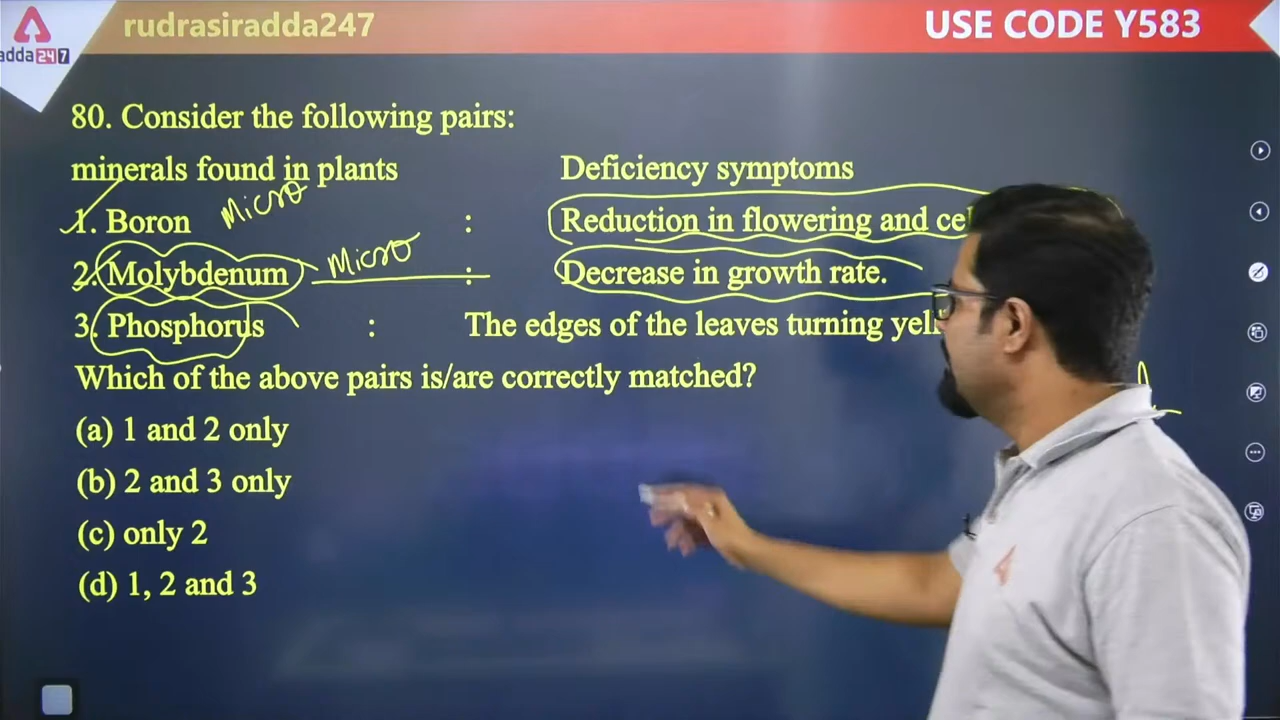 rudrasiradda247
USE CODE Y583
adda247
80. Consider the following pairs:
minerals found in plants Deficiency symptoms
1. Boron Micro : Reduction in flowering and
2. Molybdenum Micro : Decrease in growth rate.
3. Phosphorus : The edges of the leaves turning
Which of the above pairs is/are correctly matched?
(a) 1 and 2 only
(b) 2 and 3 only
(c) only 2
(d) 1, 2 and 3